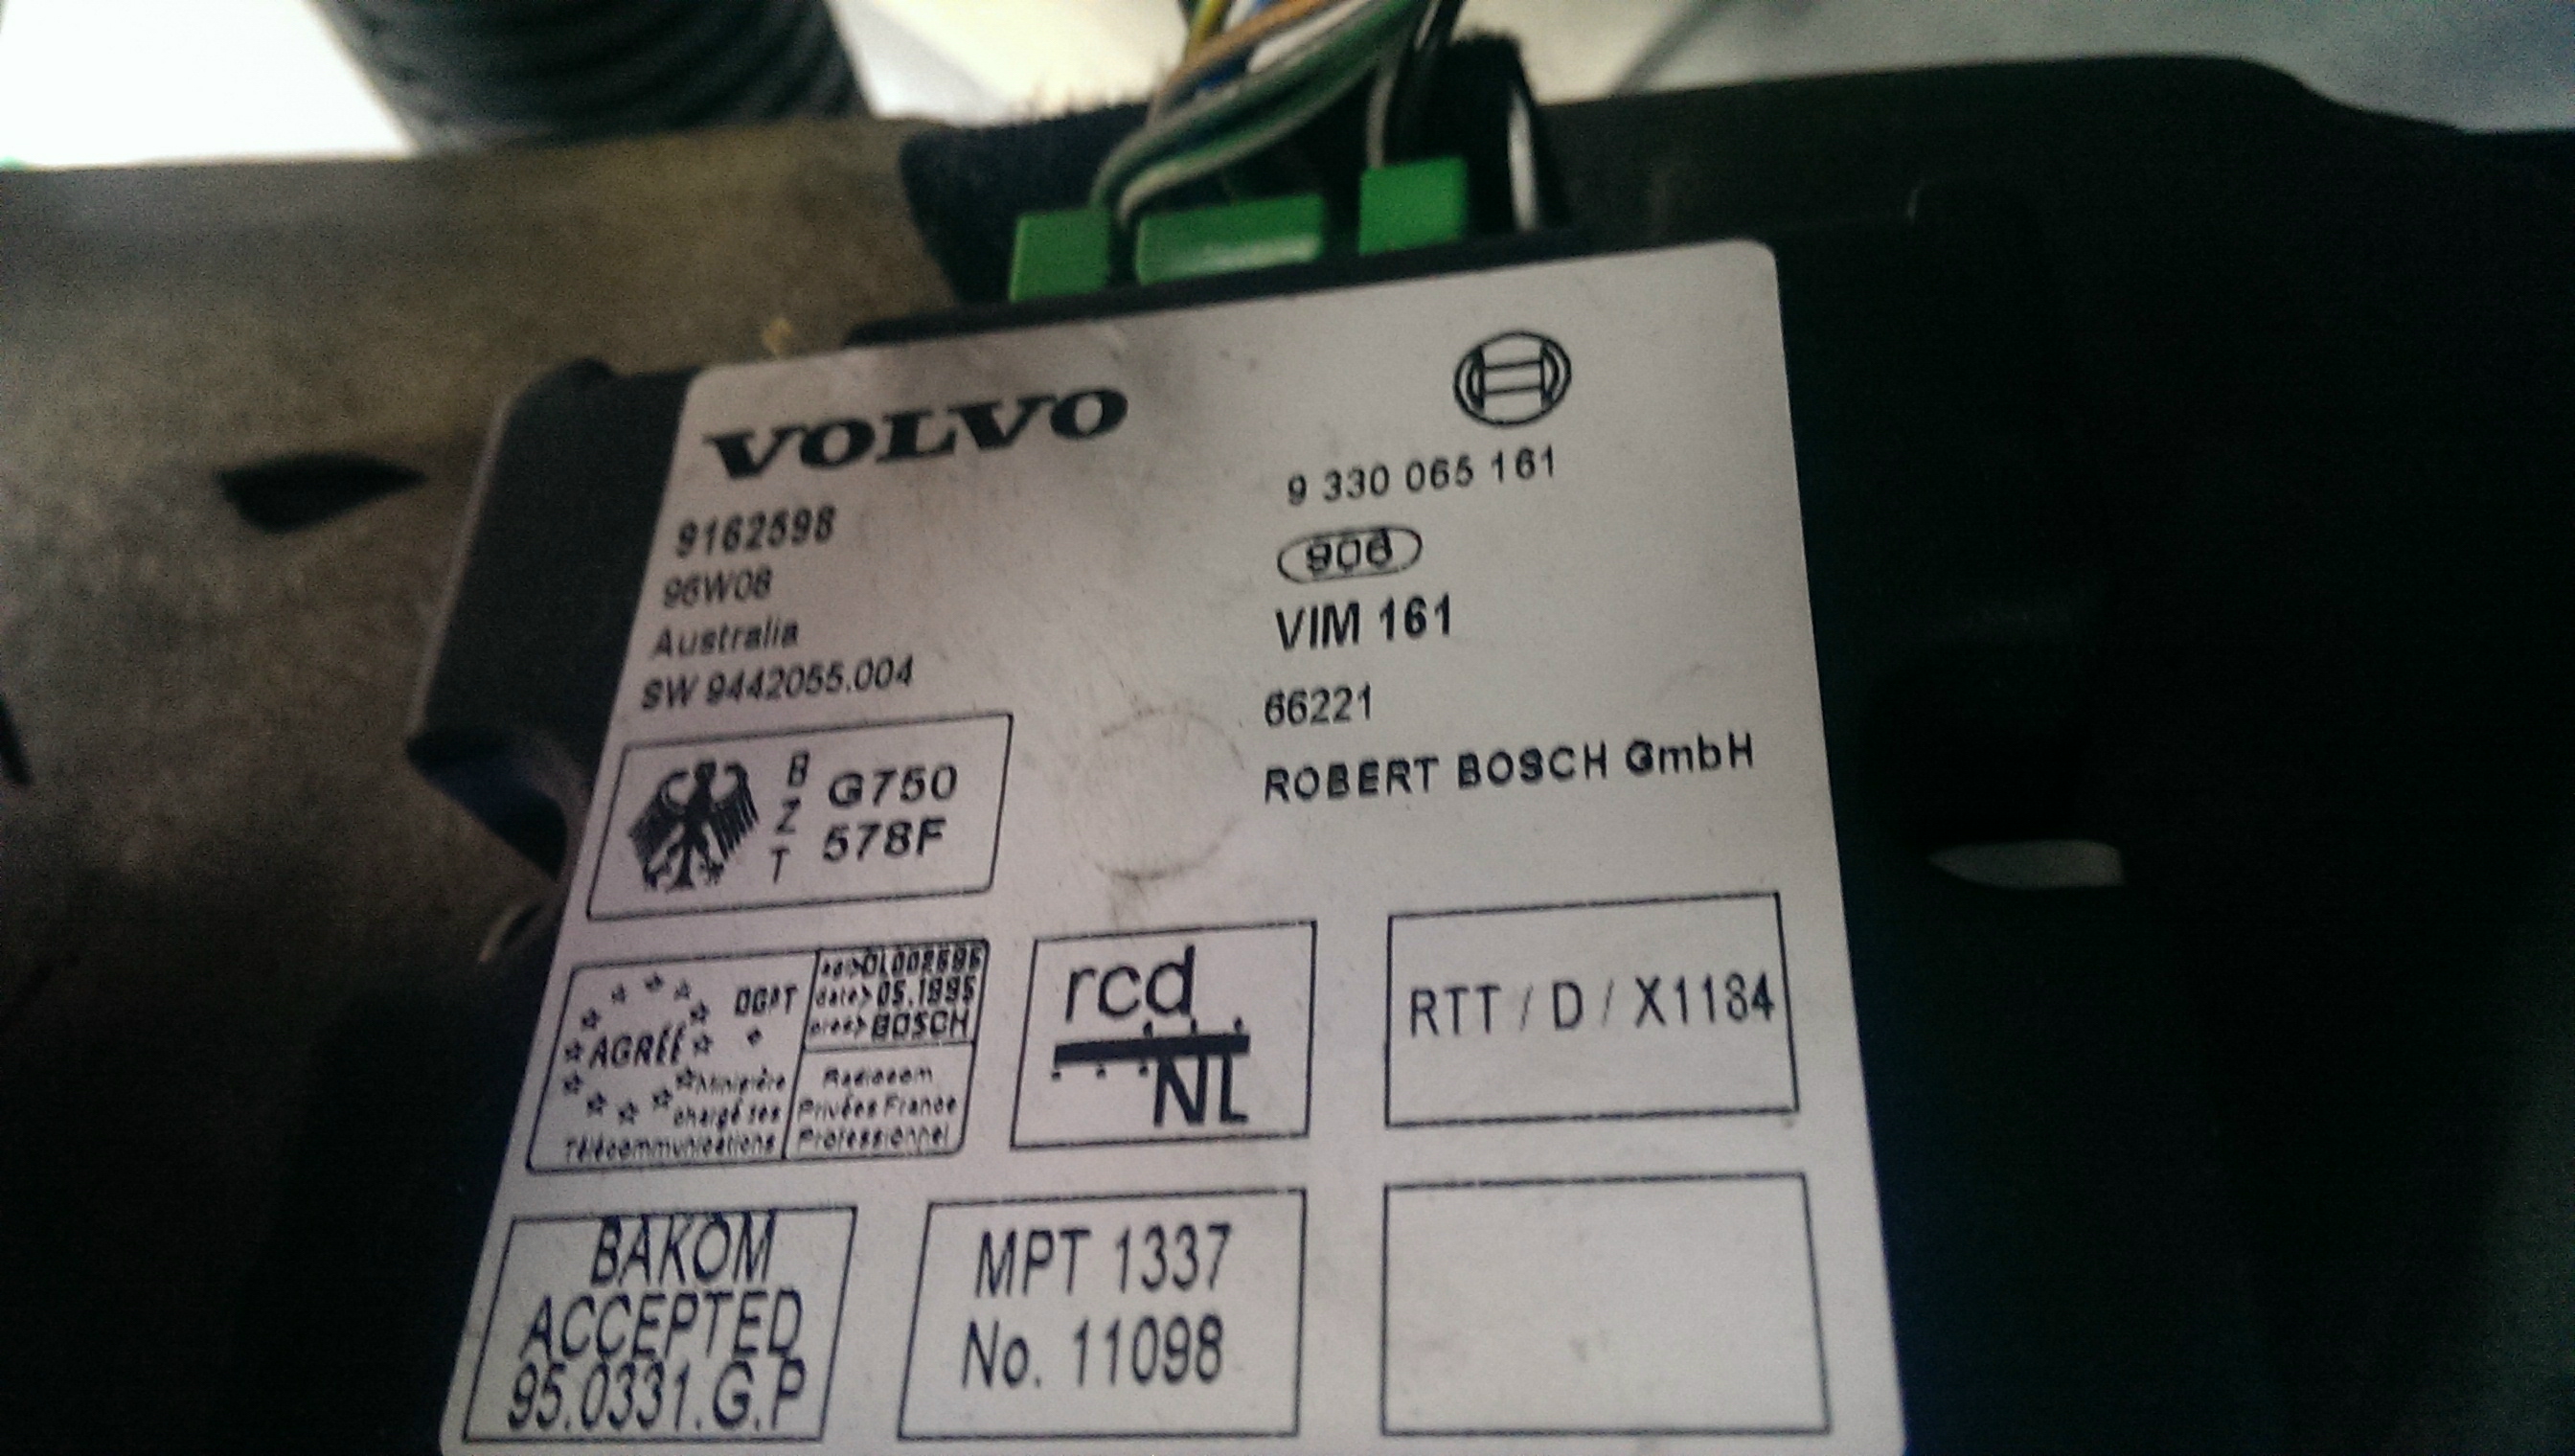 VOLVO
9162598
96W08
Australia
SW 9442055.004
9 330 065 161
906
VIM 161
66221
ROBERT BOSCH GmbH
B
Z
T
G750
578F
AGRÉÉ
DGPT
Ministère
chargé des
Télécommunications
date> 05.1995
BOSCH
Radiocom
Privées France
Professionnel
rcd
NL
RTT / D / X1184
BAKOM
ACCEPTED
95.0331.G.P
MPT 1337
No. 11098